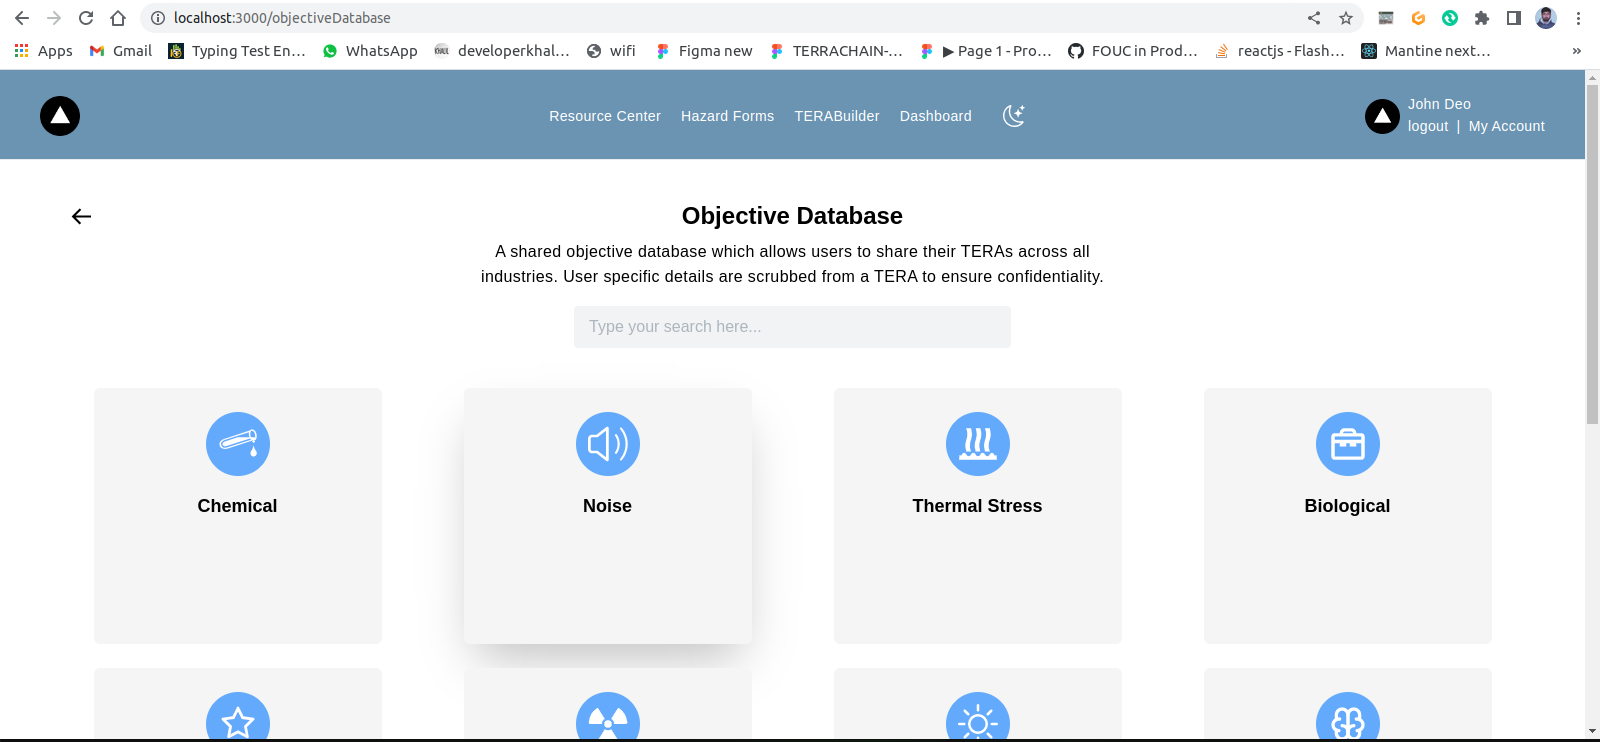 localhost:3000/objectiveDatabase
Apps Gmail Typing Test En… WhatsApp developerkhal… wifi Figma new TERRACHAIN-… ▶ Page 1 - Pro… FOUC in Prod… reactjs - Flash… Mantine next… »
Resource Center Hazard Forms TERABuilder Dashboard
John Deo
logout | My Account
Objective Database
A shared objective database which allows users to share their TERAs across all
industries. User specific details are scrubbed from a TERA to ensure confidentiality.
Type your search here...
Chemical Noise Thermal Stress Biological